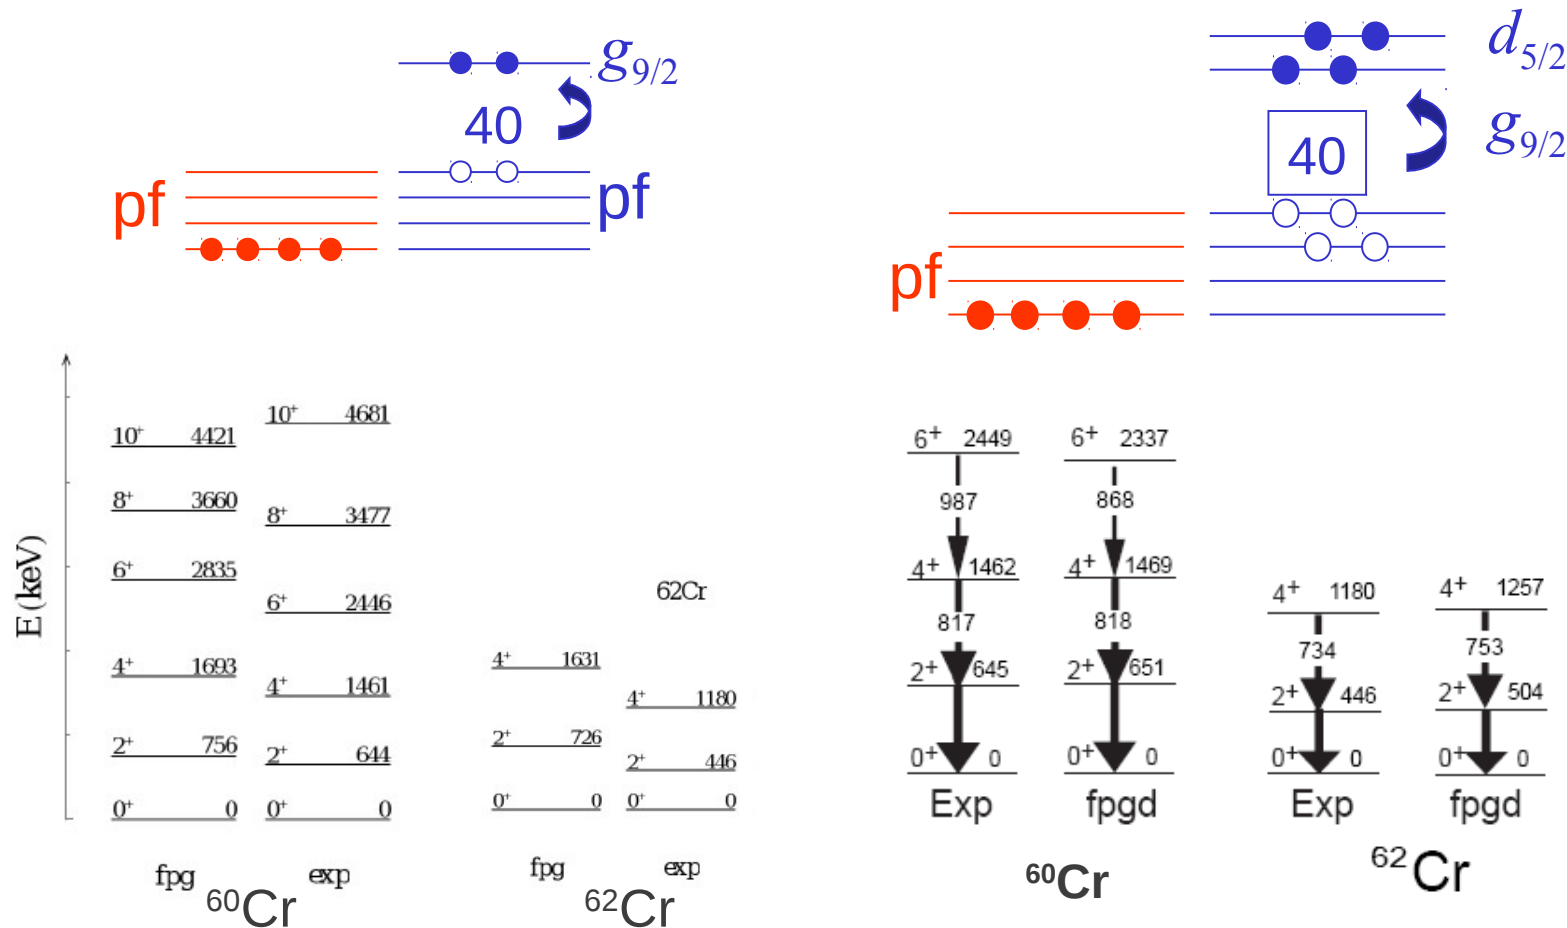 g9/2
40
pf
pf
d5/2
g9/2
40
pf
E (keV)
10+ 4421
8+ 3660
6+ 2835
4+ 1693
2+ 756
0+ 0
fpg
10+ 4681
8+ 3477
6+ 2446
4+ 1461
2+ 644
0+ 0
exp
60Cr
62Cr
4+ 1631
2+ 726
0+ 0
fpg
4+ 1180
2+ 446
0+ 0
exp
62Cr
6+ 2449
987
4+ 1462
817
2+ 645
0+ 0
Exp
6+ 2337
868
4+ 1469
818
2+ 651
0+ 0
fpgd
60Cr
4+ 1180
734
2+ 446
0+ 0
Exp
4+ 1257
753
2+ 504
0+ 0
fpgd
62Cr